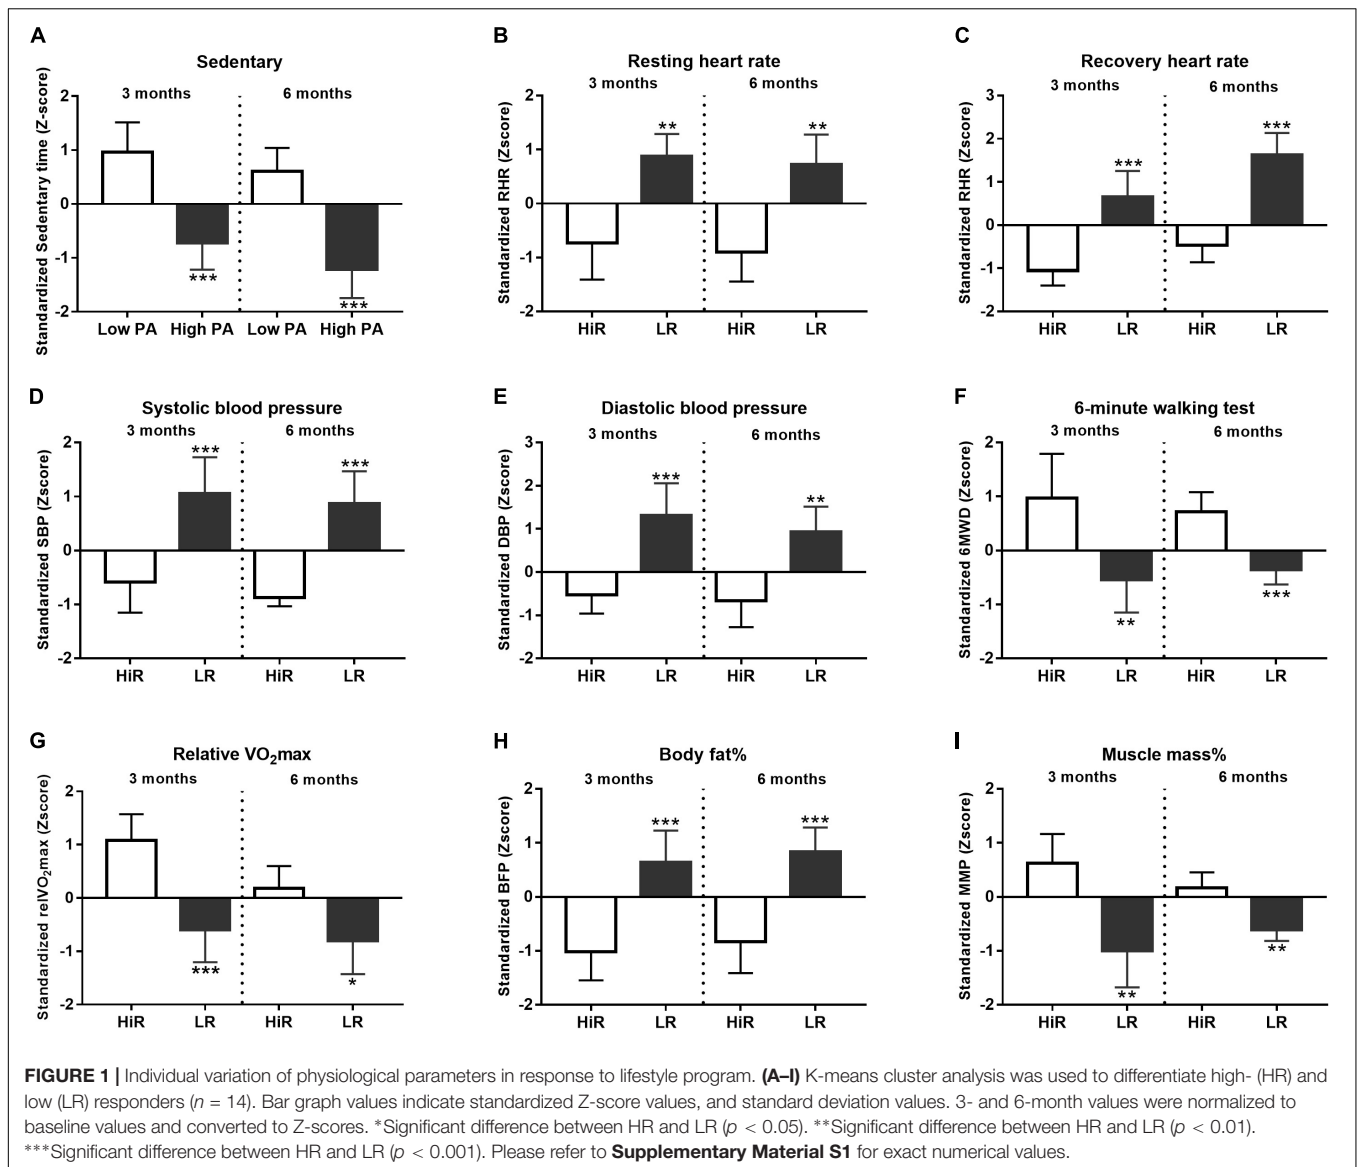 A
Sedentary
3 months
6 months
Standardized Sedentary time (Z-score)
2
1
0
-1
-2
***
***
Low PA High PA Low PA High PA
B
Resting heart rate
3 months
6 months
Standardized RHR (Zscore)
2
1
0
-1
-2
**
**
HiR LR HiR LR
C
Recovery heart rate
3 months
6 months
Standardized RHR (Zscore)
3
2
1
0
-1
-2
***
***
HiR LR HiR LR
D
Systolic blood pressure
3 months
6 months
Standardized SBP (Zscore)
2
1
0
-1
-2
***
***
HiR LR HiR LR
E
Diastolic blood pressure
3 months
6 months
Standardized DBP (Zscore)
3
2
1
0
-1
-2
***
**
HiR LR HiR LR
F
6-minute walking test
3 months
6 months
Standardized 6MWD (Zscore)
2
1
0
-1
-2
**
***
HiR LR HiR LR
G
Relative VO₂max
3 months
6 months
Standardized relVO₂max (Zscore)
2
1
0
-1
-2
***
*
HiR LR HiR LR
H
Body fat%
3 months
6 months
Standardized BFP (Zscore)
2
1
0
-1
-2
***
***
HiR LR HiR LR
I
Muscle mass%
3 months
6 months
Standardized MMP (Zscore)
2
1
0
-1
-2
**
**
HiR LR HiR LR
FIGURE 1 | Individual variation of physiological parameters in response to lifestyle program. (A–I) K-means cluster analysis was used to differentiate high- (HR) and
low (LR) responders (n = 14). Bar graph values indicate standardized Z-score values, and standard deviation values. 3- and 6-month values were normalized to
baseline values and converted to Z-scores. *Significant difference between HR and LR (p < 0.05). **Significant difference between HR and LR (p < 0.01).
***Significant difference between HR and LR (p < 0.001). Please refer to Supplementary Material S1 for exact numerical values.